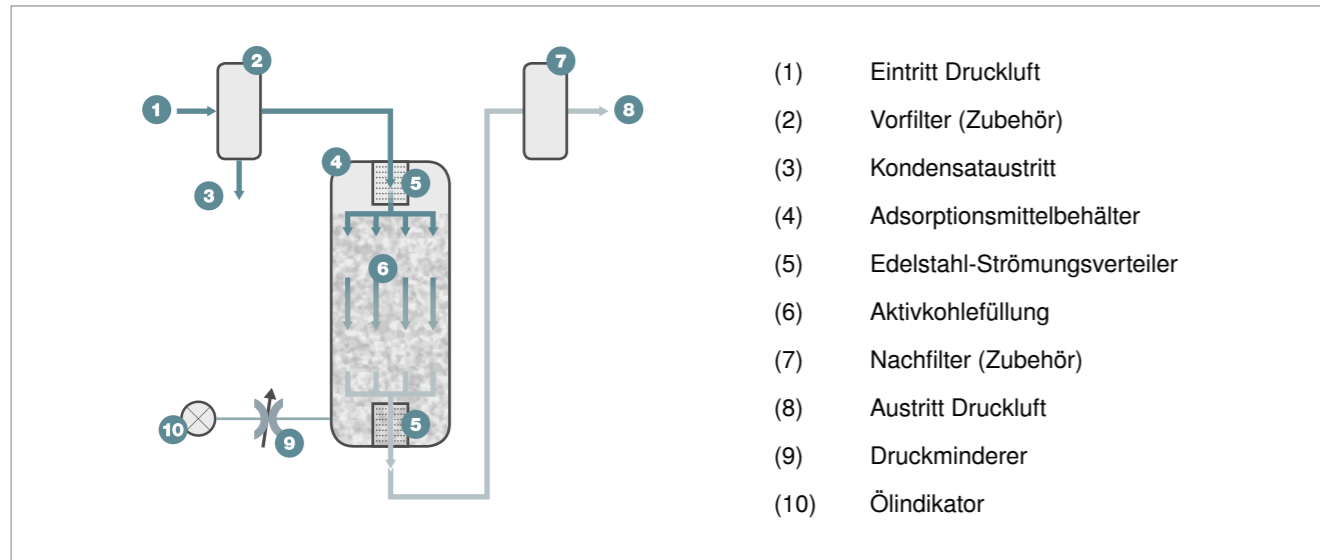 1
2
3
4
5
6
5
7
8
9
10
(1) Eintritt Druckluft
(2) Vorfilter (Zubehör)
(3) Kondensataustritt
(4) Adsorptionsmittelbehälter
(5) Edelstahl-Strömungsverteiler
(6) Aktivkohlefüllung
(7) Nachfilter (Zubehör)
(8) Austritt Druckluft
(9) Druckminderer
(10) Ölindikator